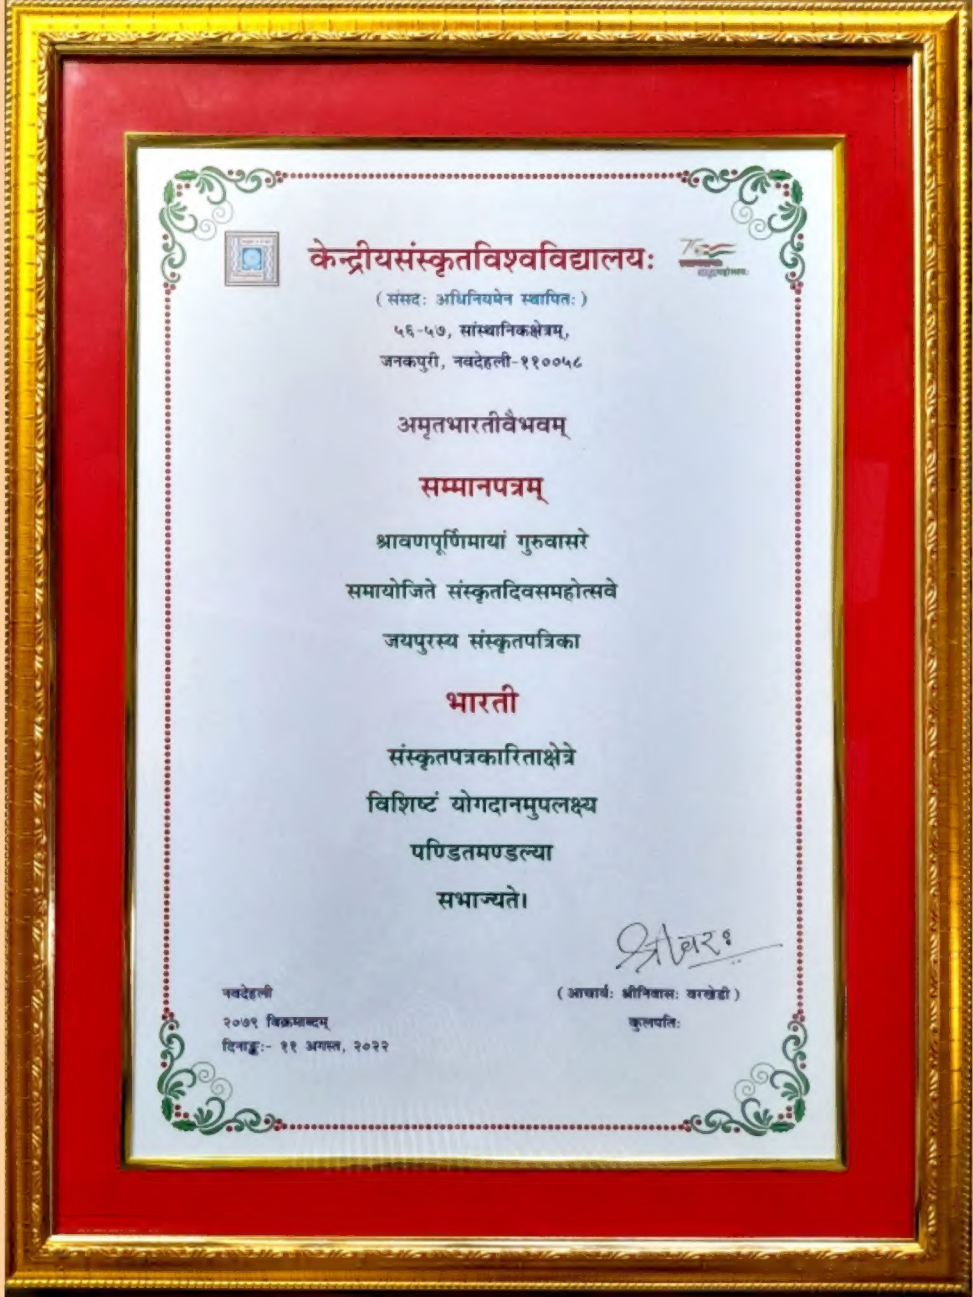 केन्द्रीयसंस्कृतविश्वविद्यालयः
( संसदः अधिनियमेन स्थापितः )
५६-५७, सांस्थानिकक्षेत्रम्,
जनकपुरी, नवदेहली-११००५८
अमृतभारतीवैभवम्
सम्मानपत्रम्
श्रावणपूर्णिमायां गुरुवासरे
समायोजिते संस्कृतदिवसमहोत्सवे
जयपुरस्य संस्कृतपत्रिका
भारती
संस्कृतपत्रकारिताक्षेत्रे
विशिष्टं योगदानमुपलक्ष्य
पण्डितमण्डल्या
सभाज्यते।
नवदेहली
२०७९ विक्रमाब्दम्
दिनाङ्कः- ११ अगस्त, २०२२
( आचार्यः श्रीनिवासः वरखेडी )
कुलपतिः